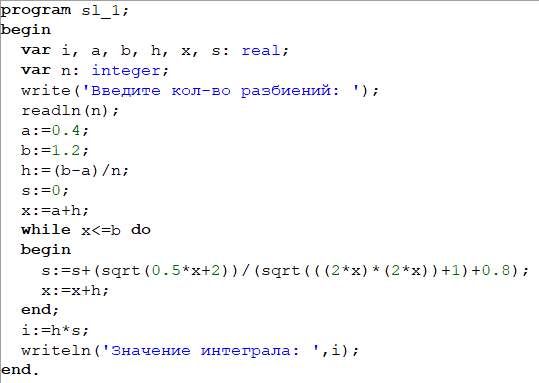 program sl_1;
begin
var i, a, b, h, x, s: real;
var n: integer;
write('Введите кол-во разбиений: ');
readln(n);
a:=0.4;
b:=1.2;
h:=(b-a)/n;
s:=0;
x:=a+h;
while x<=b do
begin
s:=s+(sqrt(0.5*x+2))/(sqrt(((2*x)*(2*x))+1)+0.8);
x:=x+h;
end;
i:=h*s;
writeln('Значение интеграла: ',i);
end.